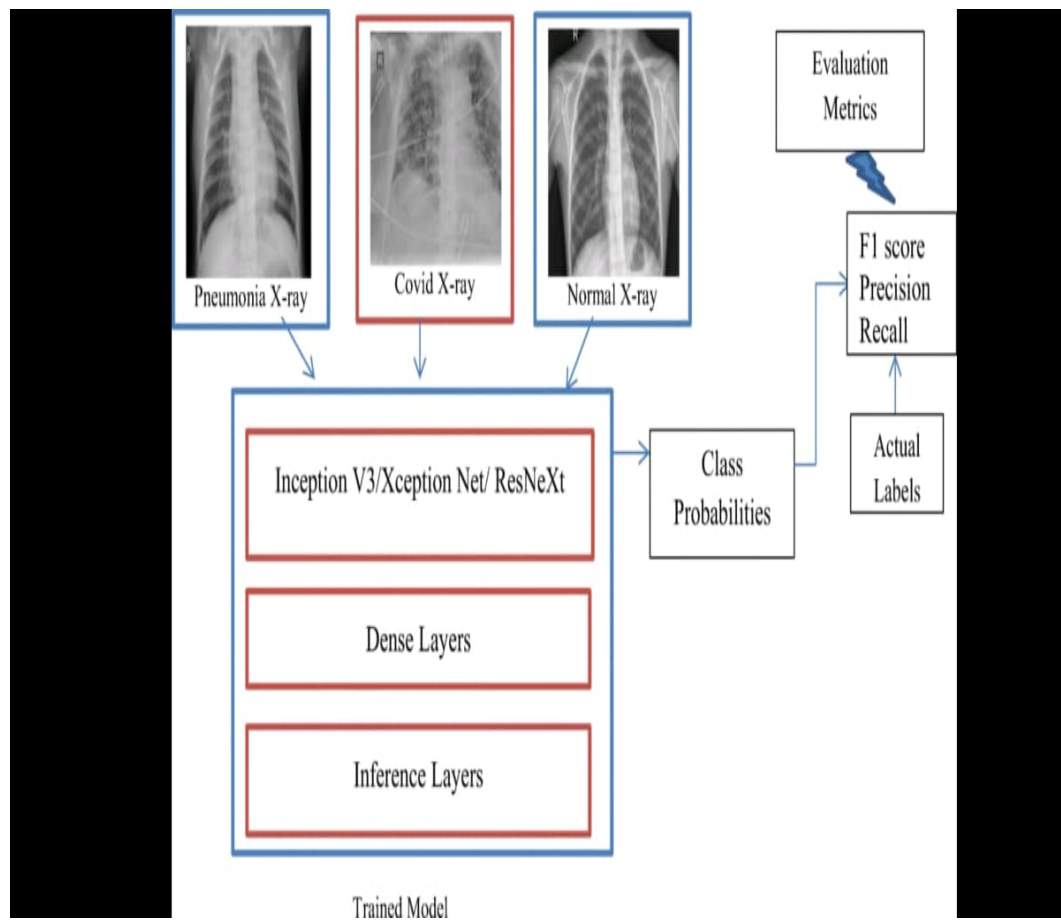 Pneumonia X-ray
Covid X-ray
Normal X-ray
Evaluation
Metrics
F1 score
Precision
Recall
Actual
Labels
Class
Probabilities
Inception V3/Xception Net/ ResNeXt
Dense Layers
Inference Layers
Trained Model